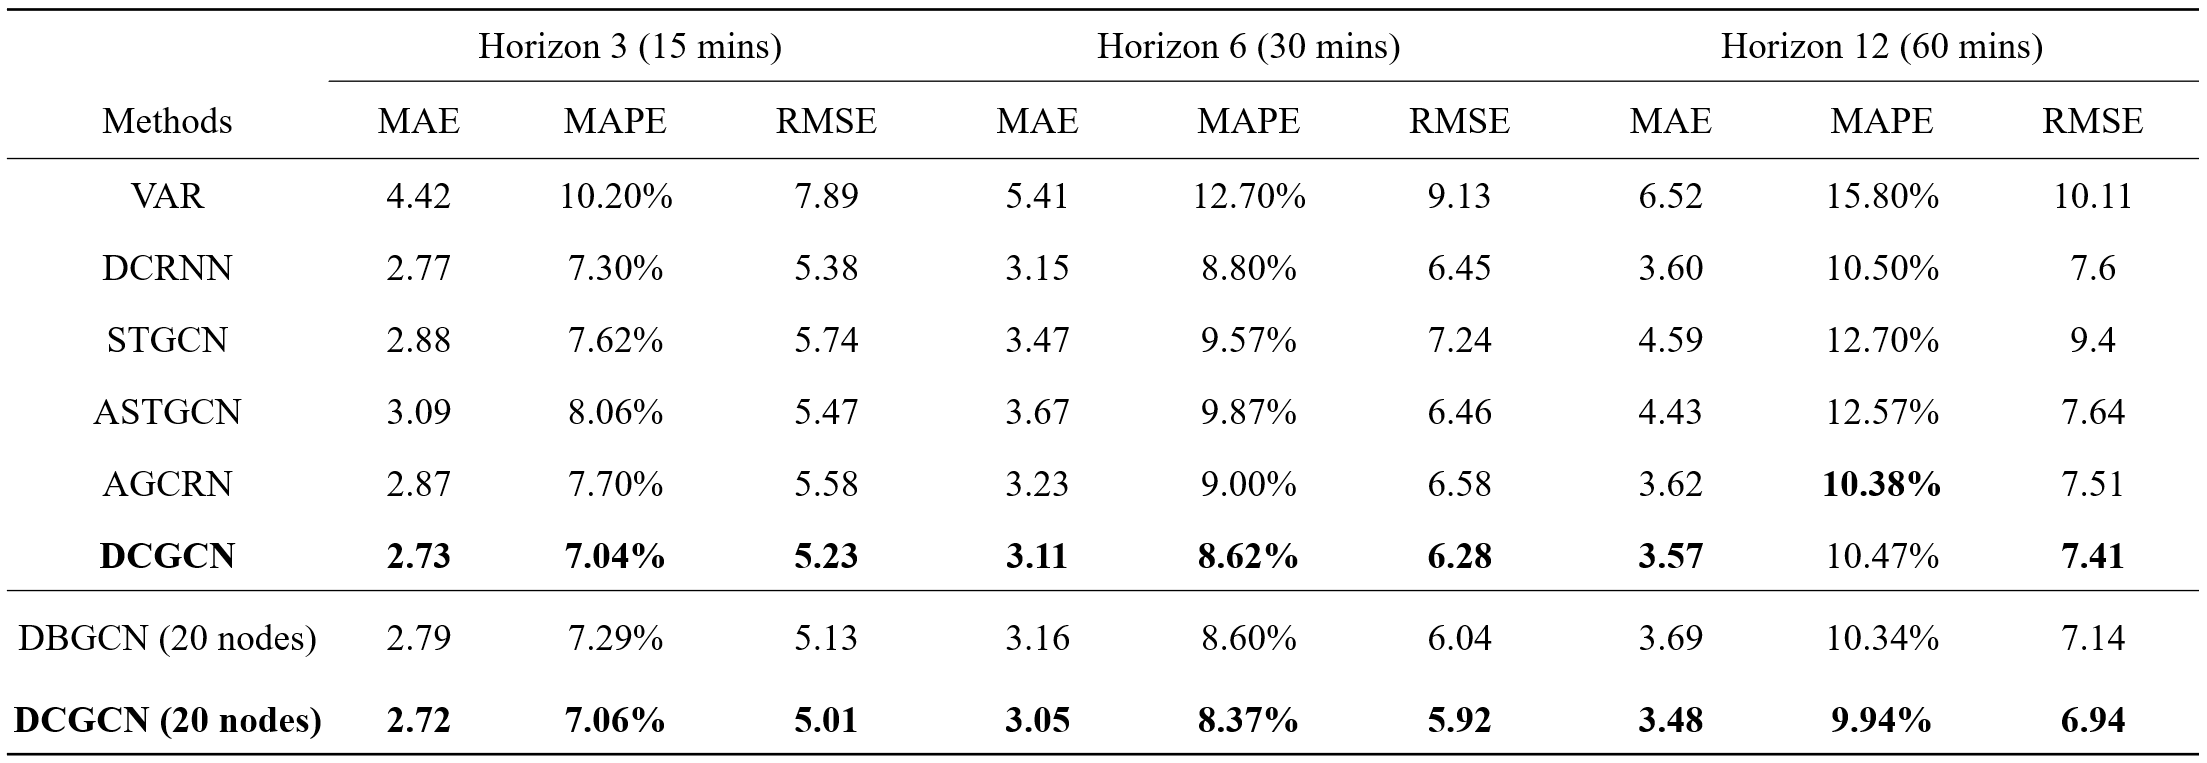 Horizon 3 (15 mins) Horizon 6 (30 mins) Horizon 12 (60 mins)
Methods MAE MAPE RMSE MAE MAPE RMSE MAE MAPE RMSE
VAR 4.42 10.20% 7.89 5.41 12.70% 9.13 6.52 15.80% 10.11
DCRNN 2.77 7.30% 5.38 3.15 8.80% 6.45 3.60 10.50% 7.6
STGCN 2.88 7.62% 5.74 3.47 9.57% 7.24 4.59 12.70% 9.4
ASTGCN 3.09 8.06% 5.47 3.67 9.87% 6.46 4.43 12.57% 7.64
AGCRN 2.87 7.70% 5.58 3.23 9.00% 6.58 3.62 10.38% 7.51
DCGCN 2.73 7.04% 5.23 3.11 8.62% 6.28 3.57 10.47% 7.41
DBGCN (20 nodes) 2.79 7.29% 5.13 3.16 8.60% 6.04 3.69 10.34% 7.14
DCGCN (20 nodes) 2.72 7.06% 5.01 3.05 8.37% 5.92 3.48 9.94% 6.94